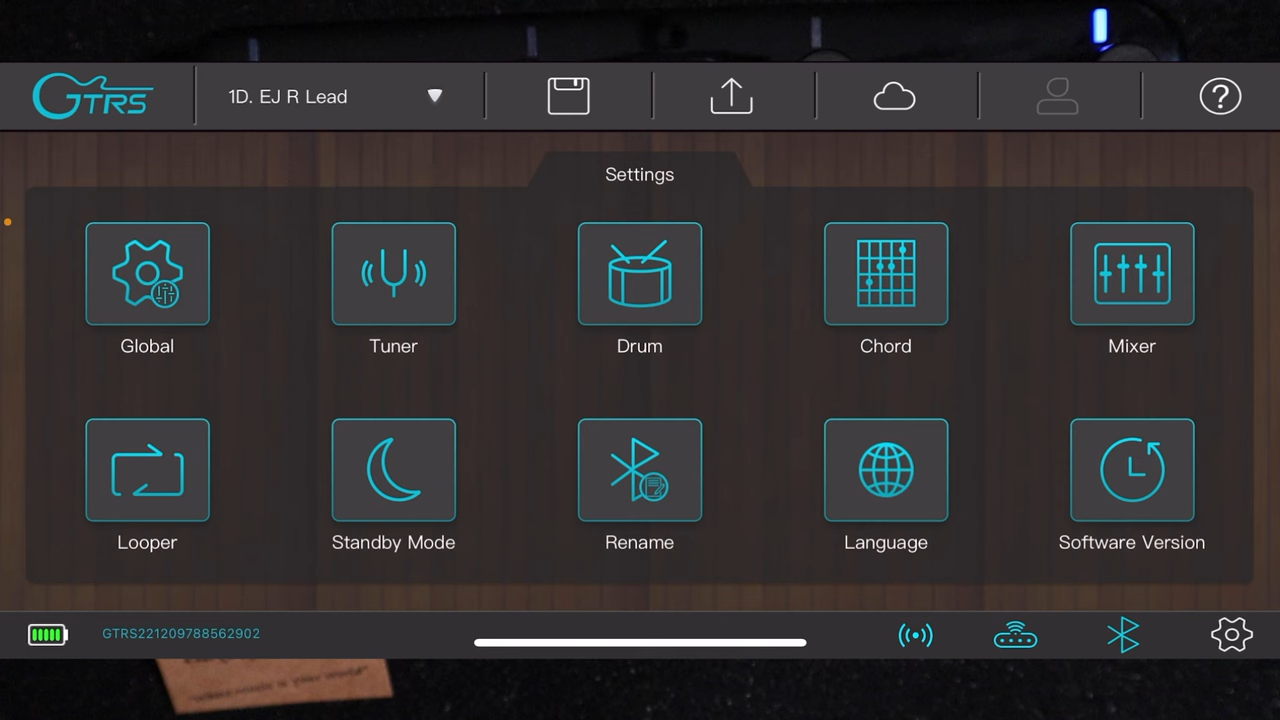 GTRS
1D. EJ R Lead
Settings
Global
Tuner
Drum
Chord
Mixer
Looper
Standby Mode
Rename
Language
Software Version
GTRS221209788562902